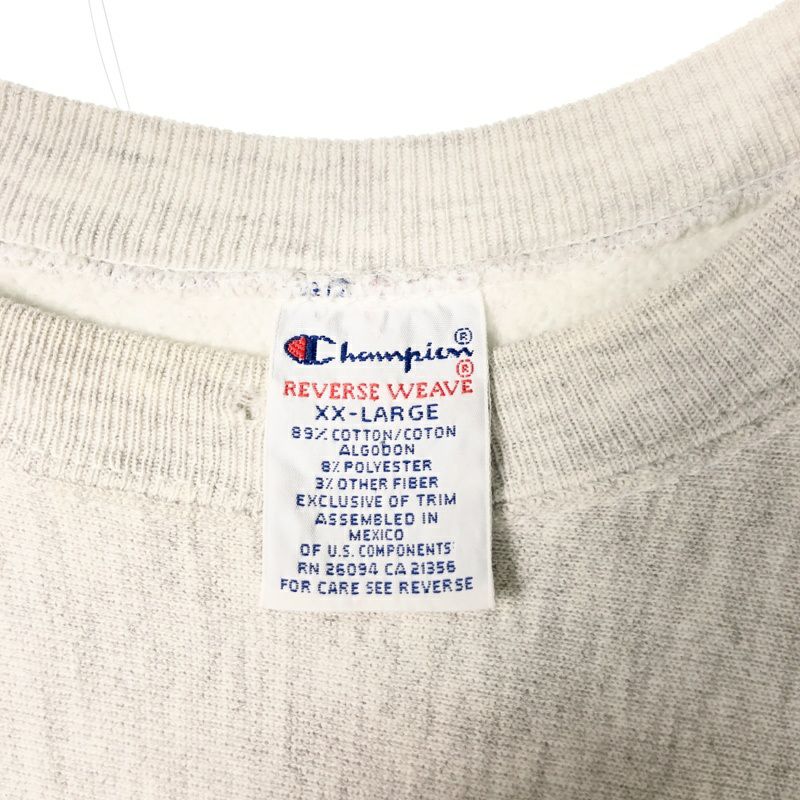 Champion®
REVERSE WEAVE®
XX-LARGE
89% COTTON/COTON
ALGODON
8% POLYESTER
3% OTHER FIBER
EXCLUSIVE OF TRIM
ASSEMBLED IN
MEXICO
OF U.S. COMPONENTS
RN 26094 CA 21356
FOR CARE SEE REVERSE